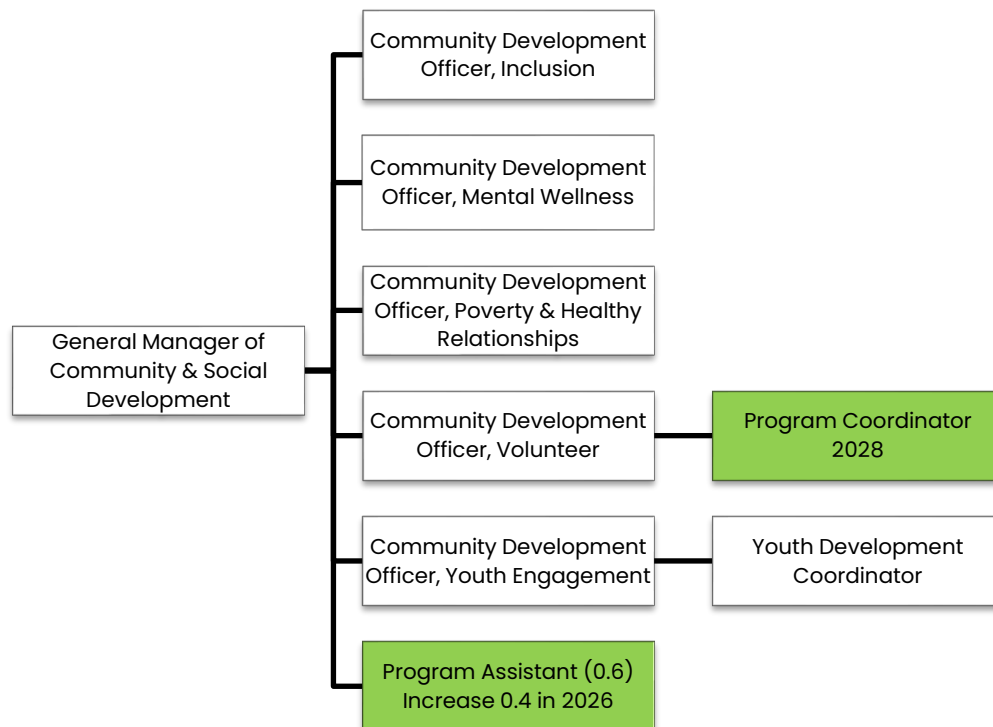 Community Development
Officer, Inclusion
Community Development
Officer, Mental Wellness
Community Development
Officer, Poverty & Healthy
Relationships
General Manager of
Community & Social
Development
Community Development
Officer, Volunteer
Program Coordinator
2028
Community Development
Officer, Youth Engagement
Youth Development
Coordinator
Program Assistant (0.6)
Increase 0.4 in 2026